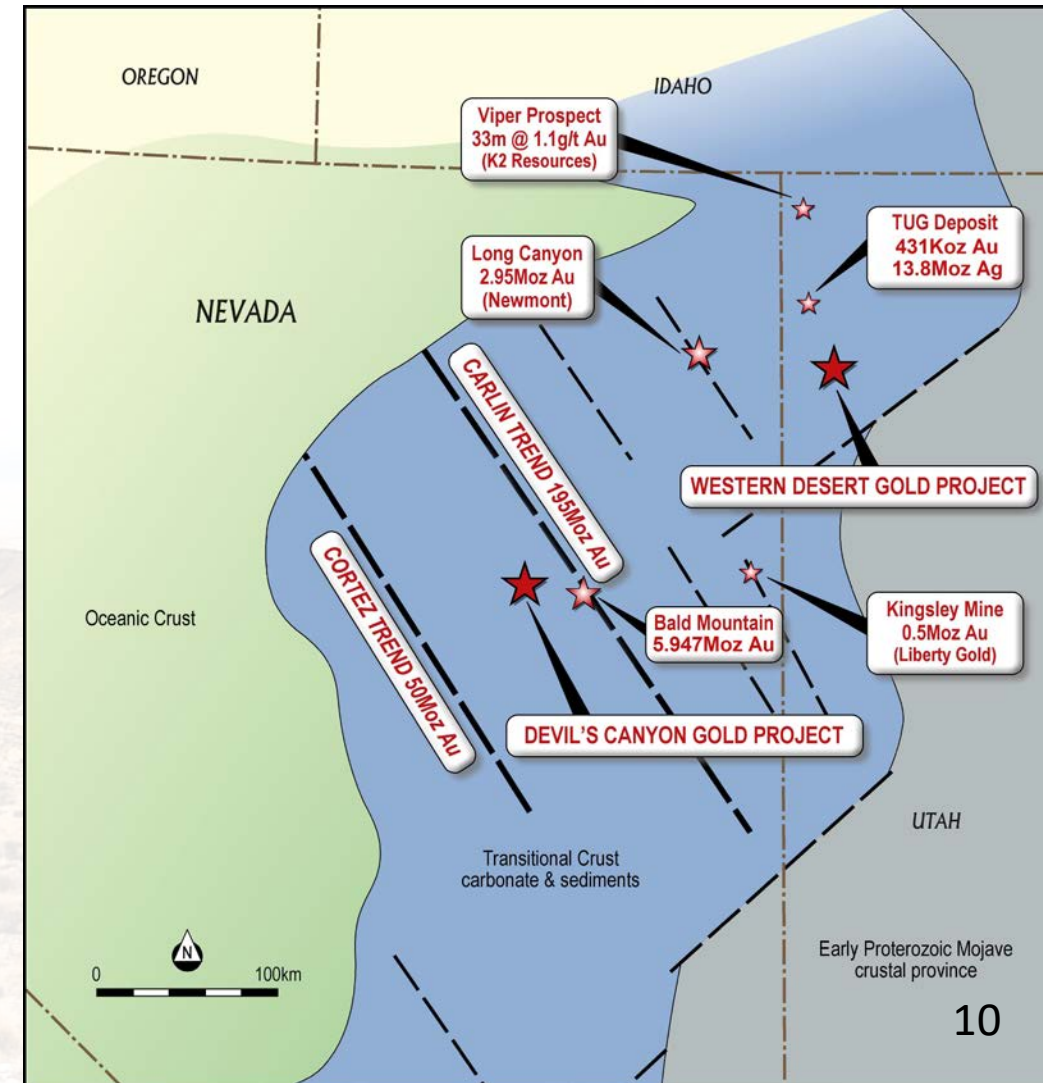 OREGON
IDAHO
Viper Prospect
33m @ 1.1g/t Au
(K2 Resources)
TUG Deposit
431Koz Au
13.8Moz Ag
Long Canyon
2.95Moz Au
(Newmont)
NEVADA
CARLIN TREND 195Moz Au
WESTERN DESERT GOLD PROJECT
CORTEZ TREND 50Moz Au
Oceanic Crust
Bald Mountain
5.947Moz Au
Kingsley Mine
0.5Moz Au
(Liberty Gold)
DEVIL'S CANYON GOLD PROJECT
UTAH
Transitional Crust
carbonate & sediments
Early Proterozoic Mojave
crustal province
N
0 100km
10